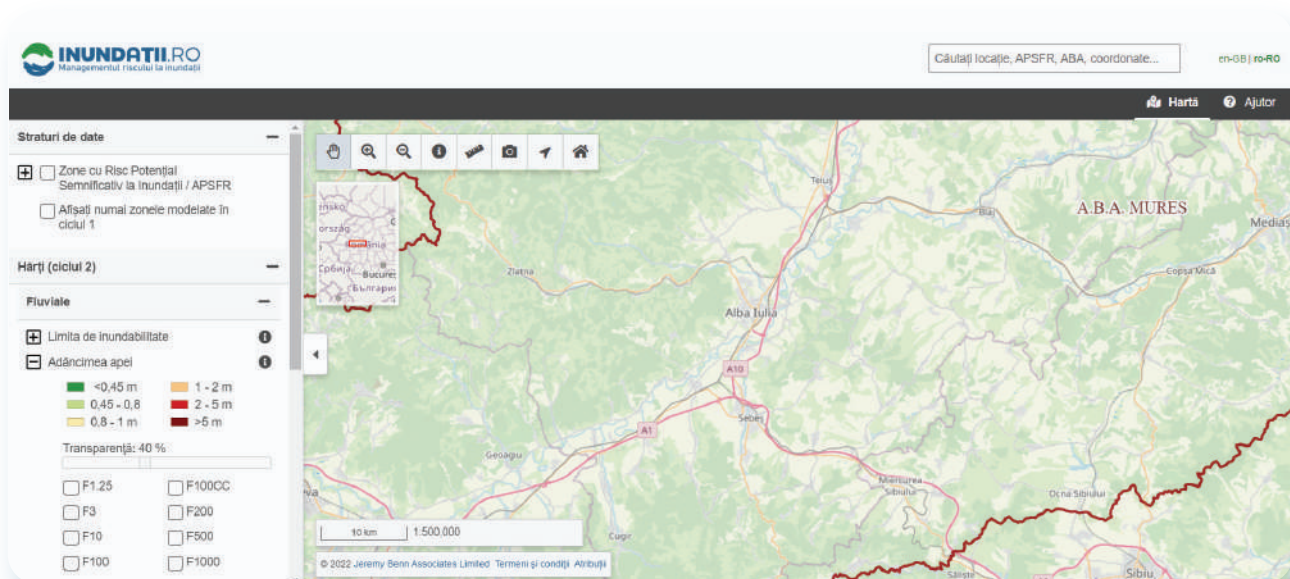 INUNDATII.RO
Managementul riscului la inundații
Căutați locație, APSFR, ABA, coordonate...
en-GB | ro-RO
Hartă
Ajutor
Straturi de date
Zone cu Risc Potențial
Semnificativ la Inundații / APSFR
Afișați numai zonele modelate în
ciclul 1
Hărți (ciclul 2)
Fluviale
Limita de inundabilitate
Adâncimea apei
<0,45 m
1 - 2 m
0,45 - 0,8
2 - 5 m
0,8 - 1 m
>5 m
Transparență: 40 %
F1.25
F100CC
F3
F200
F10
F500
F100
F1000
România
Србија
București
България
Teiuș
Blaj
A.B.A. MURES
Mediaș
Zlatna
Copșa Mică
Alba Iulia
A10
Sebeș
A1
Geoagiu
Miercurea
Sibiului
Ocna Sibiului
Cugir
Săliște
Sibiu
10 km
1:500,000
© 2022 Jeremy Benn Associates Limited Termeni și condiții Atribuții